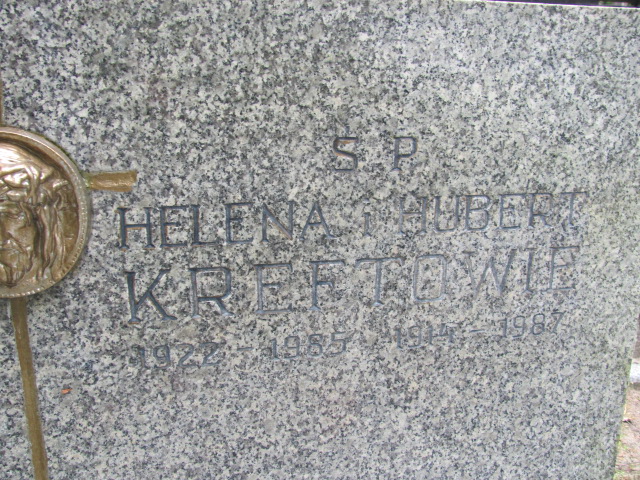 S P
HELENA i HUBERT
KREFTOWIE
1922 - 1985 1914 - 1987